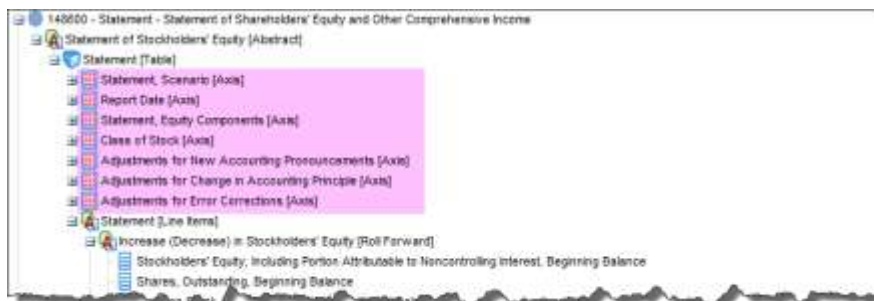 148600 - Statement - Statement of Shareholders' Equity and Other Comprehensive Income
Statement of Stockholders' Equity [Abstract]
Statement [Table]
Statement, Scenario [Axis]
Report Date [Axis]
Statement, Equity Components [Axis]
Class of Stock [Axis]
Adjustments for New Accounting Pronouncements [Axis]
Adjustments for Change in Accounting Principle [Axis]
Adjustments for Error Corrections [Axis]
Statement [Line Items]
Increase (Decrease) in Stockholders' Equity [Roll Forward]
Stockholders' Equity, Including Portion Attributable to Noncontrolling Interest, Beginning Balance
Shares, Outstanding, Beginning Balance